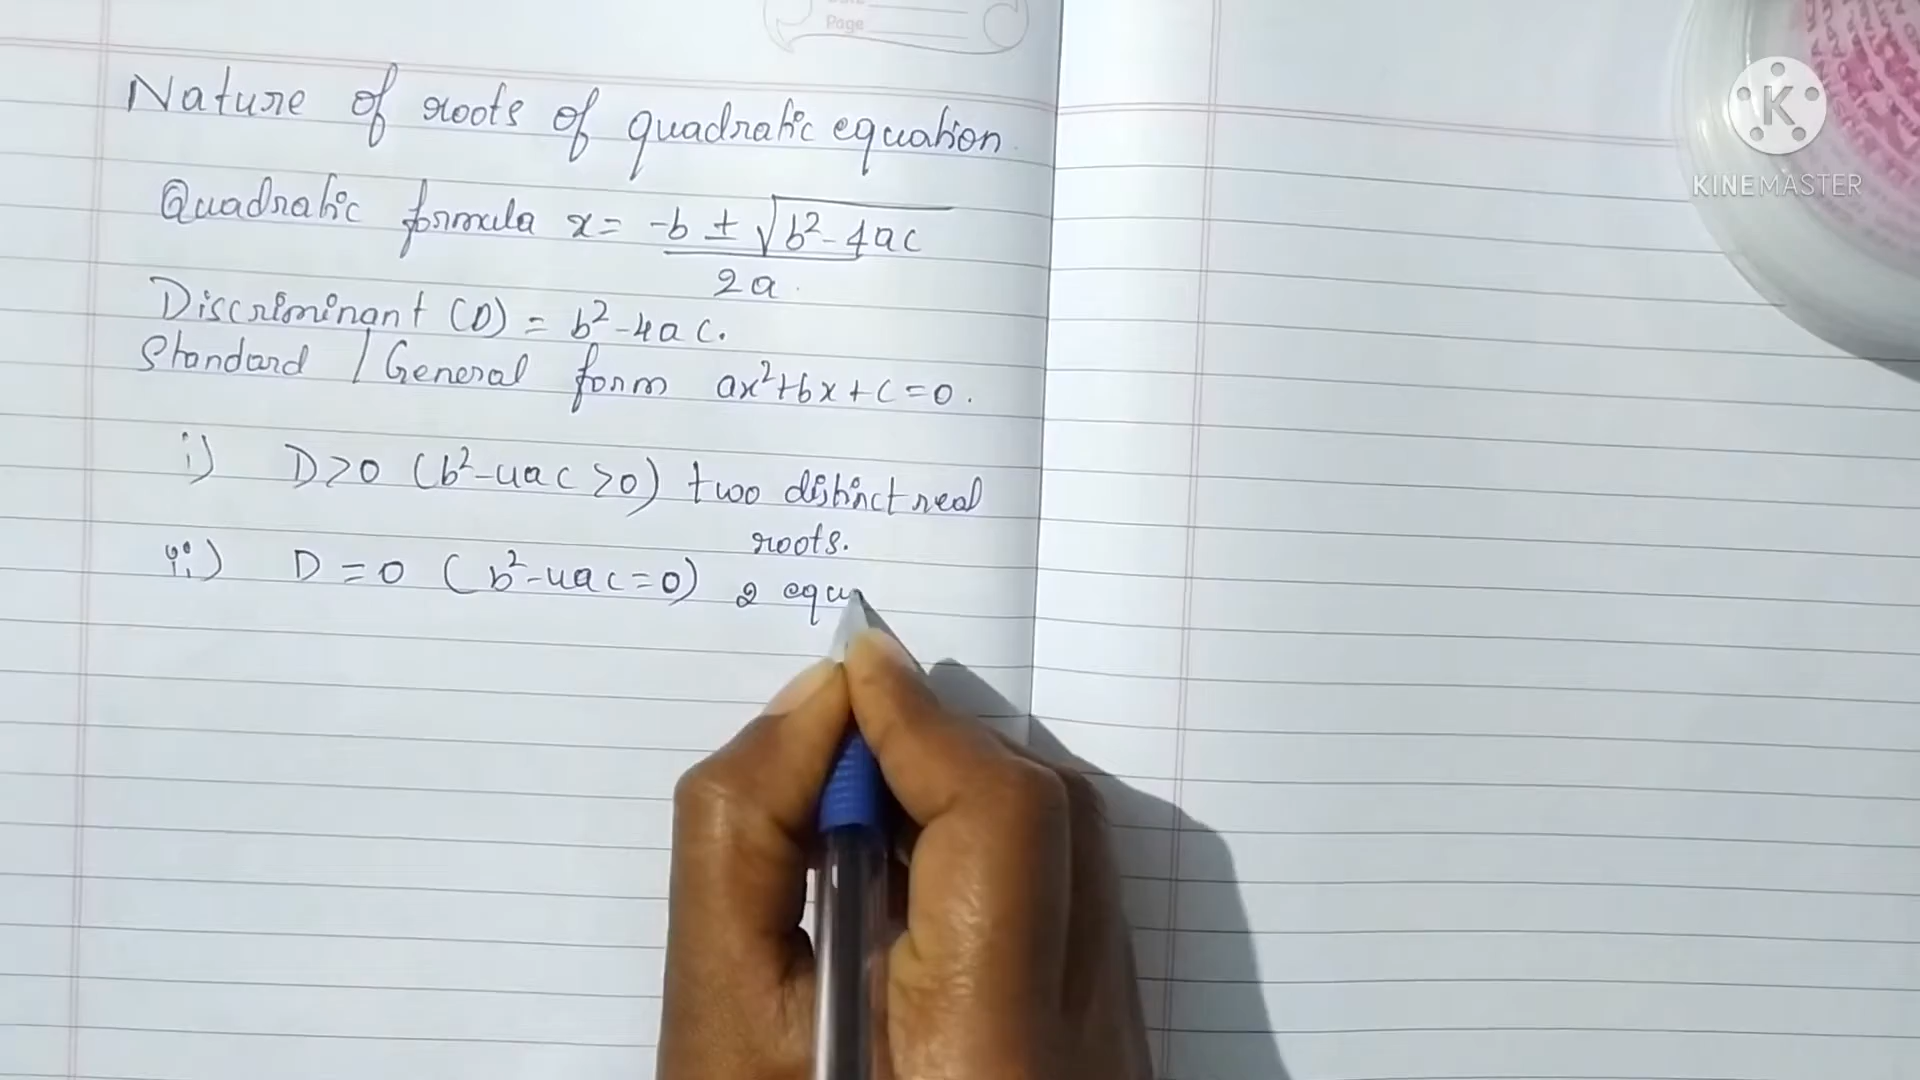 Page
Nature of roots of quadratic equation.
Quadratic formula x = -b ± √b² - 4ac
2a.
Discriminant (D) = b² - 4ac.
Standard / General form ax² + bx + c = 0.
i) D > 0 (b² - 4ac > 0) two distinct real
roots.
ii) D = 0 (b² - 4ac = 0) 2 equa
KINEMASTER